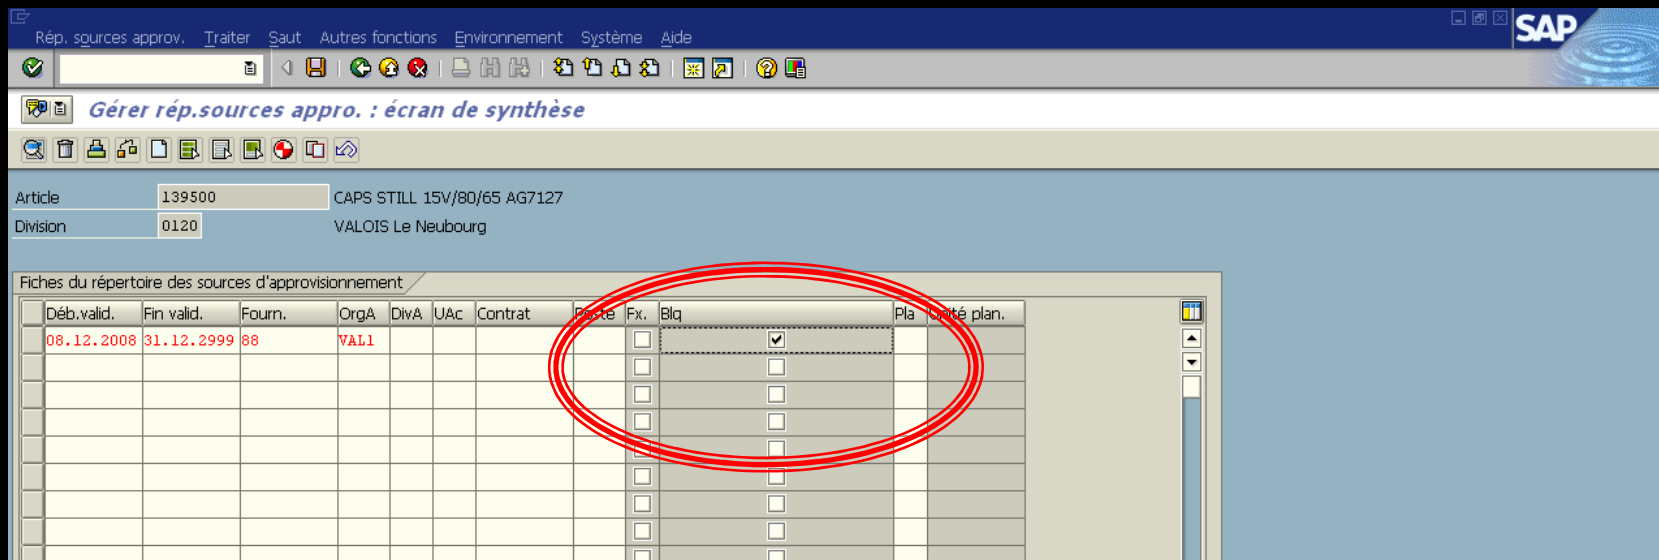 Rép. sources approv. Traiter Saut Autres fonctions Environnement Système Aide
SAP
Gérer rép.sources appro. : écran de synthèse
Article 139500 CAPS STILL 15V/80/65 AG7127
Division 0120 VALOIS Le Neubourg
Fiches du répertoire des sources d'approvisionnement
Déb.valid. Fin valid. Fourn. OrgA DivA UAc Contrat Poste Fx. Blq Pla Unité plan.
08.12.2008 31.12.2999 88 VAL1